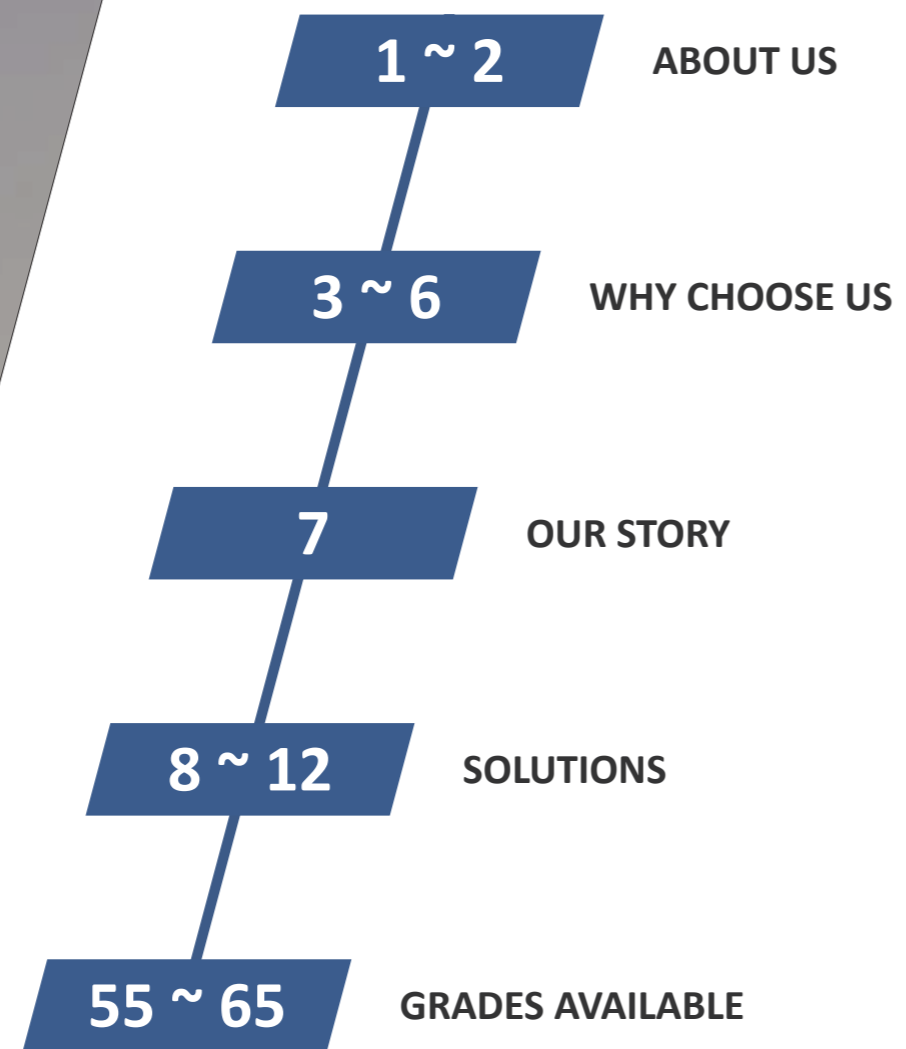 1 ~ 2 ABOUT US
3 ~ 6 WHY CHOOSE US
7 OUR STORY
8 ~ 12 SOLUTIONS
55 ~ 65 GRADES AVAILABLE